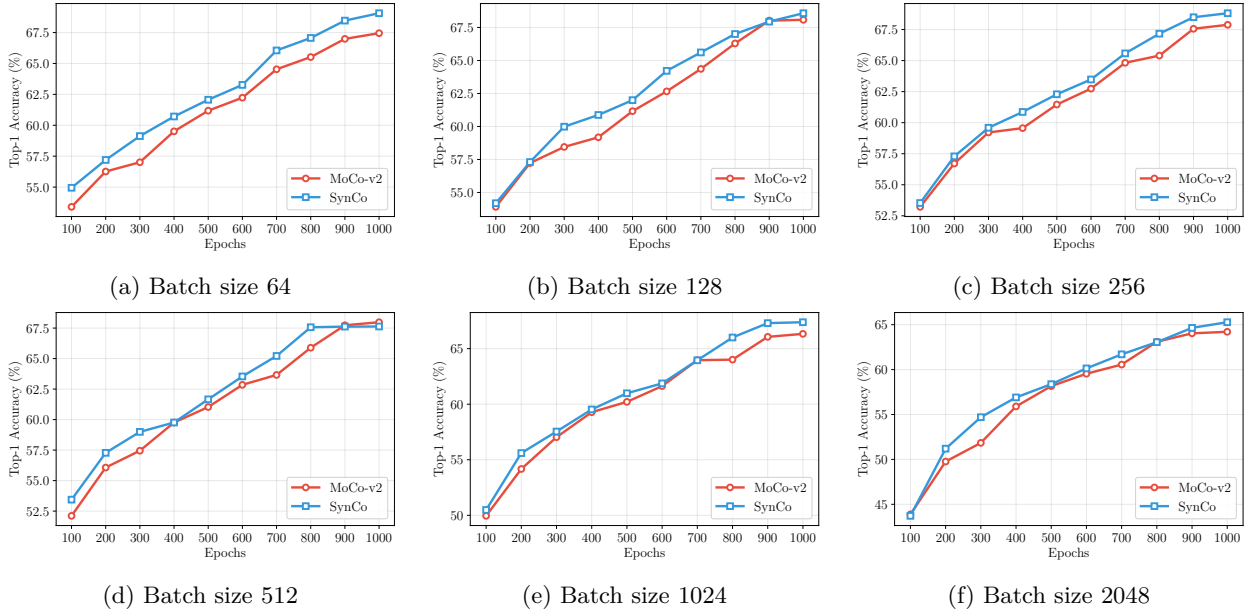 67.5
65.0
62.5
60.0
57.5
55.0
Top-1 Accuracy (%)
MoCo-v2
SynCo
100 200 300 400 500 600 700 800 900 1000
Epochs
(a) Batch size 64
67.5
65.0
62.5
60.0
57.5
55.0
Top-1 Accuracy (%)
MoCo-v2
SynCo
100 200 300 400 500 600 700 800 900 1000
Epochs
(b) Batch size 128
67.5
65.0
62.5
60.0
57.5
55.0
52.5
Top-1 Accuracy (%)
MoCo-v2
SynCo
100 200 300 400 500 600 700 800 900 1000
Epochs
(c) Batch size 256
67.5
65.0
62.5
60.0
57.5
55.0
52.5
Top-1 Accuracy (%)
MoCo-v2
SynCo
100 200 300 400 500 600 700 800 900 1000
Epochs
(d) Batch size 512
65
60
55
50
Top-1 Accuracy (%)
MoCo-v2
SynCo
100 200 300 400 500 600 700 800 900 1000
Epochs
(e) Batch size 1024
65
60
55
50
45
Top-1 Accuracy (%)
MoCo-v2
SynCo
100 200 300 400 500 600 700 800 900 1000
Epochs
(f) Batch size 2048